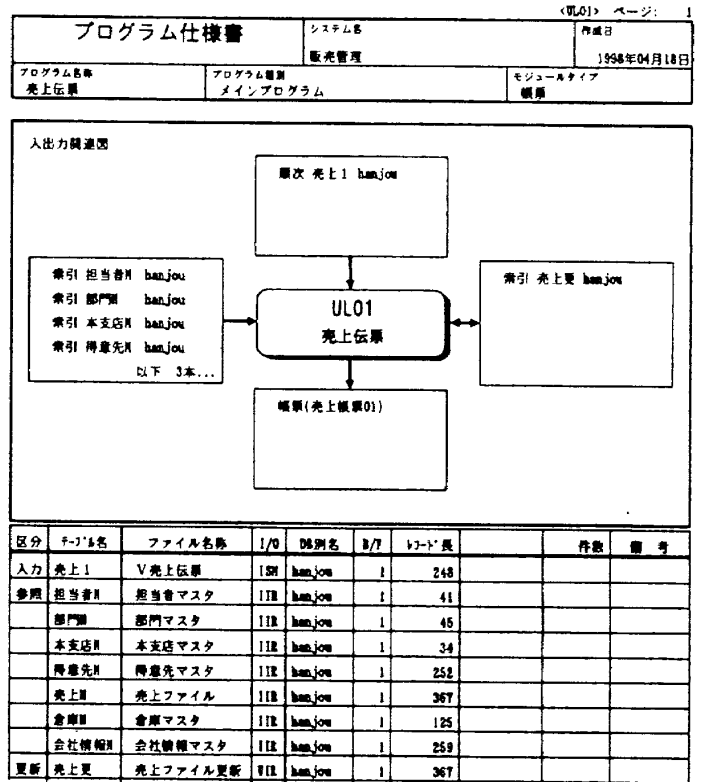 <UL01> ページ: 1
プログラム仕様書
システム名
販売管理
作成日
1998年04月18日
プログラム名称
売上伝票
プログラム種別
メインプログラム
モジュールタイプ
帳票
入出力関連図
順次 売上1 hanjou
索引 担当者M hanjou
索引 部門M hanjou
索引 本支店M hanjou
索引 得意先M hanjou
以下 3本...
UL01
売上伝票
索引 売上更 hanjou
帳票(売上帳票01)
区分 テーブル名 ファイル名称 I/O DB別名 B/F レコード長 件数 備考
入力 売上1 V売上伝票 ISM hanjou 1 248
参照 担当者M 担当者マスタ IIR hanjou 1 41
部門M 部門マスタ IIR hanjou 1 45
本支店M 本支店マスタ IIR hanjou 1 34
得意先M 得意先マスタ IIR hanjou 1 252
売上M 売上ファイル IIR hanjou 1 367
倉庫M 倉庫マスタ IIR hanjou 1 125
会社情報M 会社情報マスタ IIR hanjou 1 259
更新 売上更 売上ファイル更新 UIR hanjou 1 367